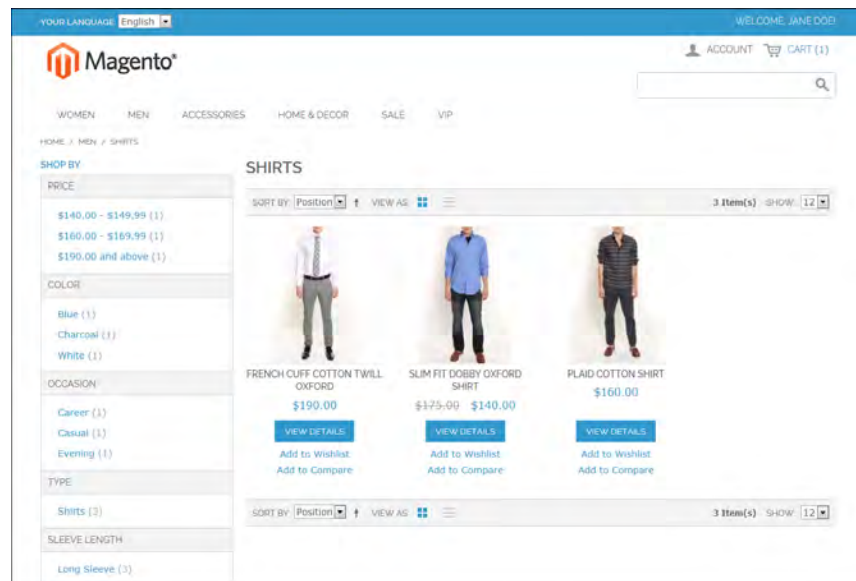 YOUR LANGUAGE: English
WELCOME, JANE DOE!
Magento®
ACCOUNT CART (1)
WOMEN MEN ACCESSORIES HOME & DECOR SALE VIP
HOME / MEN / SHIRTS
SHOP BY
PRICE
$140.00 - $149.99 (1)
$160.00 - $169.99 (1)
$190.00 and above (1)
COLOR
Blue (1)
Charcoal (1)
White (1)
OCCASION
Career (1)
Casual (1)
Evening (1)
TYPE
Shirts (3)
SLEEVE LENGTH
Long Sleeve (3)
SHIRTS
SORT BY Position VIEW AS 3 Item(s) SHOW 12
FRENCH CUFF COTTON TWILL
OXFORD
$190.00
VIEW DETAILS
Add to Wishlist
Add to Compare
SLIM FIT DOBBY OXFORD
SHIRT
$175.00 $140.00
VIEW DETAILS
Add to Wishlist
Add to Compare
PLAID COTTON SHIRT
$160.00
VIEW DETAILS
Add to Wishlist
Add to Compare
SORT BY Position VIEW AS 3 Item(s) SHOW 12